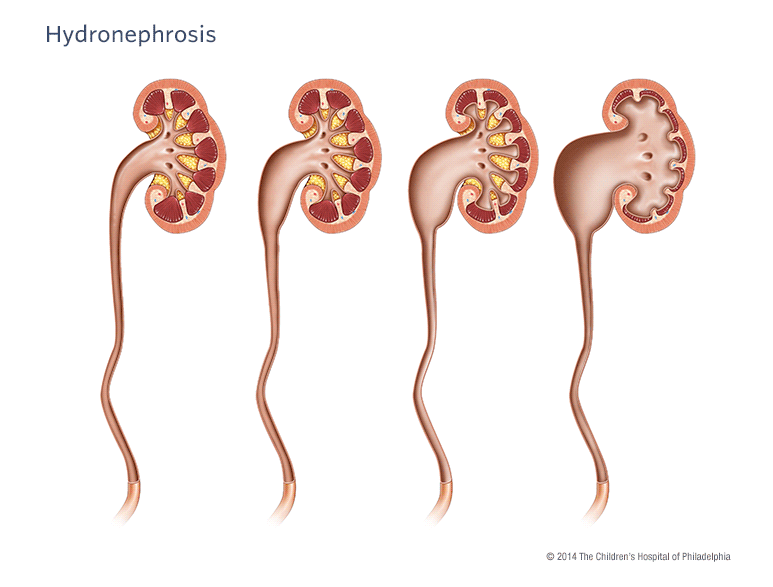 Hydronephrosis
© 2014 The Children's Hospital of Philadelphia